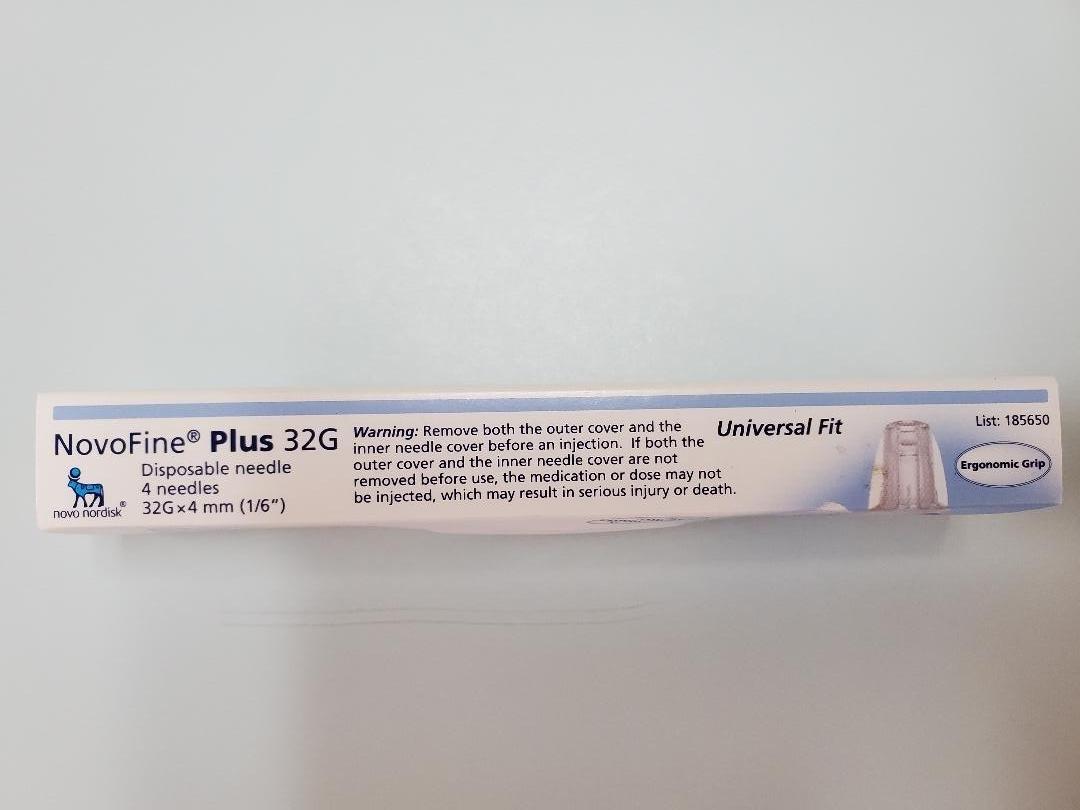 NovoFine® Plus 32G
Disposable needle
4 needles
32G×4 mm (1/6")
novo nordisk®
Warning: Remove both the outer cover and the
inner needle cover before an injection. If both the
outer cover and the inner needle cover are not
removed before use, the medication or dose may not
be injected, which may result in serious injury or death.
Universal Fit
List: 185650
Ergonomic Grip